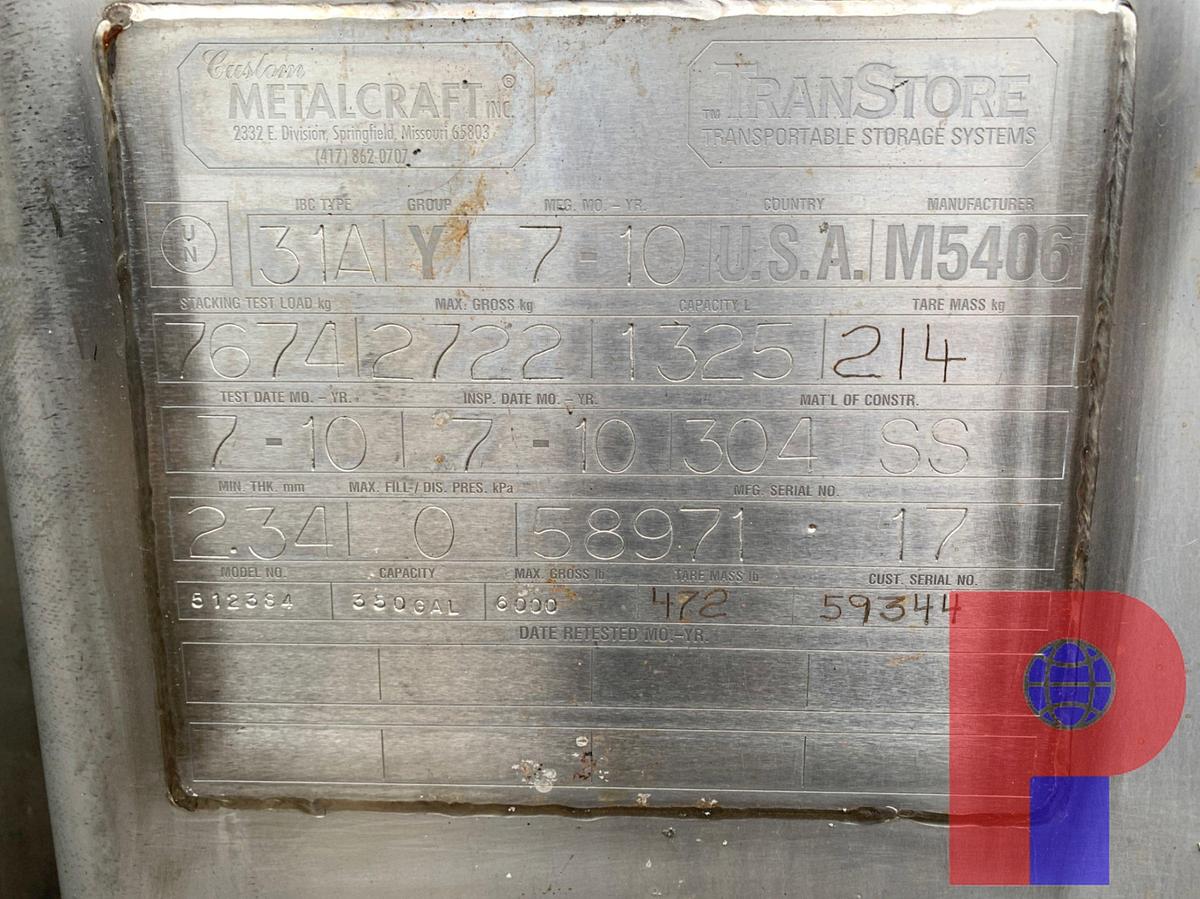 Custom
METALCRAFT INC. ®
2332 E. Division, Springfield, Missouri 65803
(417) 862-0707
™ TRANSTORE
TRANSPORTABLE STORAGE SYSTEMS
IBC TYPE GROUP MFG. MO. - YR. COUNTRY MANUFACTURER
UN 31A Y 7 - 10 U.S.A. M5406
STACKING TEST LOAD kg MAX. GROSS kg CAPACITY L TARE MASS kg
7674 2722 1325 214
TEST DATE MO. - YR. INSP. DATE MO. - YR. MAT'L OF CONSTR.
7 - 10 7 - 10 304 SS
MIN. THK. mm MAX. FILL / DIS. PRES. kPa MFG. SERIAL NO.
2.34 0 58971 17
MODEL NO. CAPACITY MAX. GROSS lb TARE MASS lb CUST. SERIAL NO.
512384 350GAL 6000 472 59344
DATE RETESTED MO.-YR.